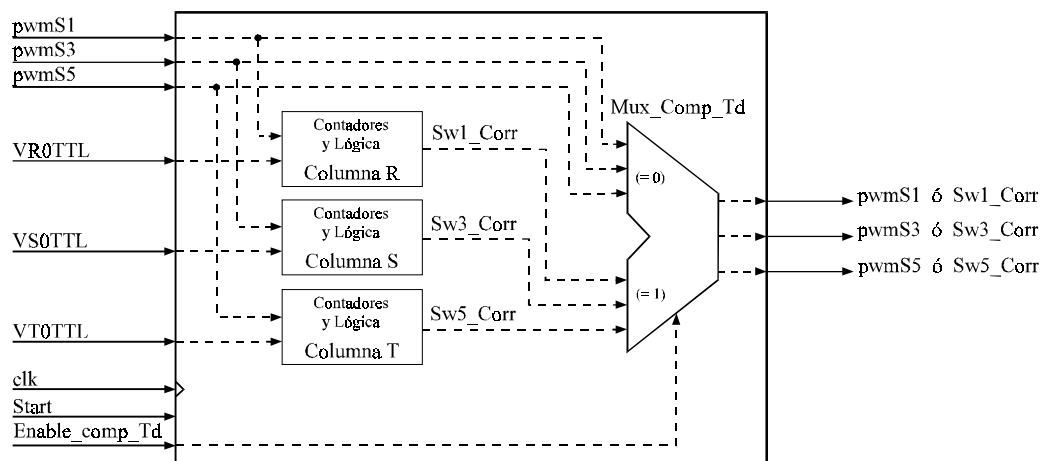 pwmS1
pwmS3
pwmS5
Mux_Comp_Td
Contadores
y Lógica
Columna R
Sw1_Corr
VR0TTL
(= 0)
pwmS1 ó Sw1_Corr
Contadores
y Lógica
Columna S
Sw3_Corr
pwmS3 ó Sw3_Corr
VS0TTL
pwmS5 ó Sw5_Corr
(= 1)
Contadores
y Lógica
Columna T
Sw5_Corr
VT0TTL
clk
Start
Enable_comp_Td